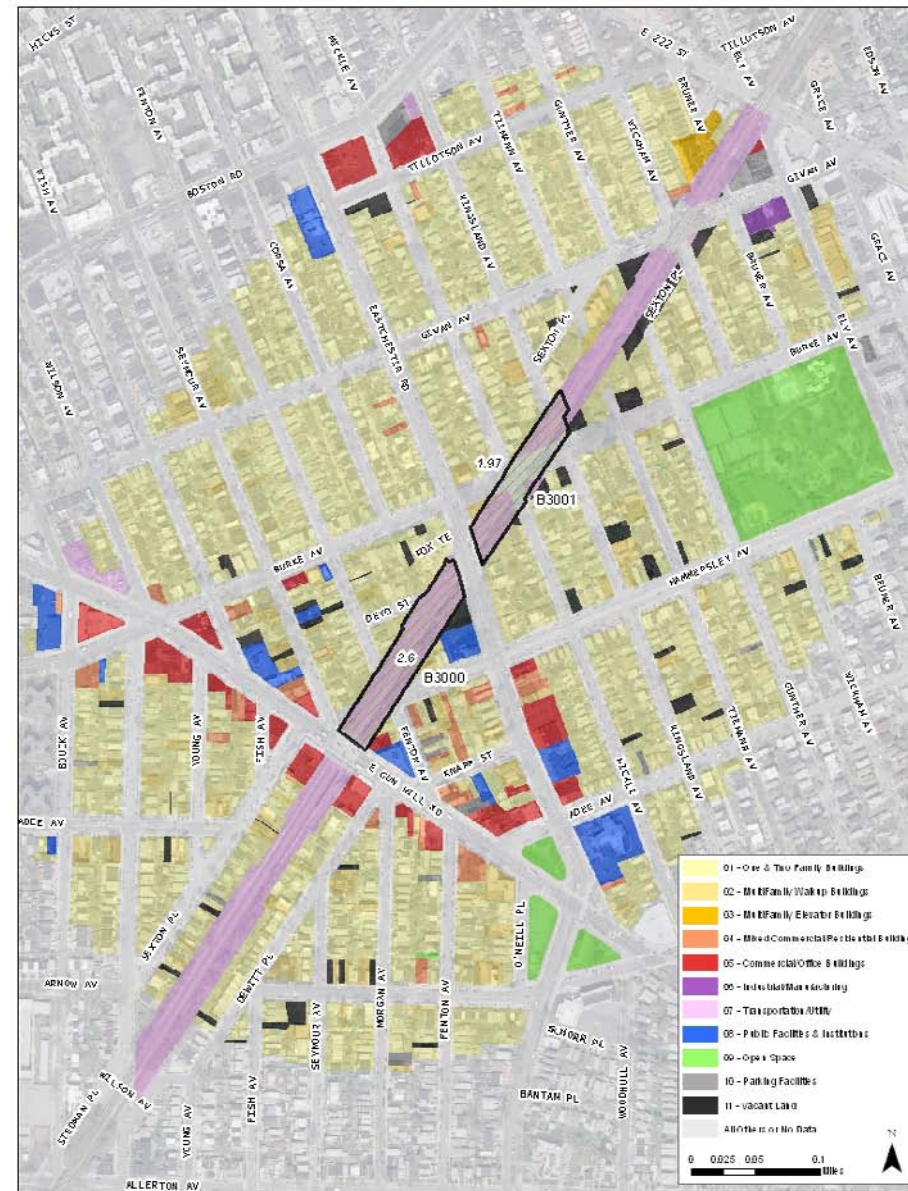 HICKS ST
FENTON AV
MICKLE AV
E 222 ST
TILLOTSON AV
ELY AV
EDSON AV
GRACE AV
BRUNER AV
WICKHAM AV
GUNTHER AV
TIEMANN AV
TILLOTSON AV
KINGSLAND AV
BOSTON RD
GIVAN AV
GRACE AV
CORSA AV
EASTCHESTER RD
SEXTON PL
SEXTON PL
BRUNER AV
ELY AV
BURKE AV
GIVAN AV
SEYMOUR AV
WILSON AV
1.97
B3001
FOX TE
BURKE AV
DEYO ST
HAMMERSLEY AV
BRUNER AV
2.6
B3000
WICKHAM AV
GUNTHER AV
TIEMANN AV
KINGSLAND AV
MICKLE AV
BOUCK AV
YOUNG AV
FISH AV
FENTON AV
KNAPP ST
E GUN HILL RD
ADEE AV
ADEE AV
SEXTON PL
DEWITT PL
O'NEILL PL
ARNOW AV
SEYMOUR AV
MORGAN AV
FENTON AV
SCHORR PL
WILSON AV
STEDMAN PL
YOUNG AV
FISH AV
BANTAM PL
WOODHULL AV
ALLERTON AV
01 - One & Two Family Buildings
02 - MultiFamily Walkup Buildings
03 - MultiFamily Elevator Buildings
04 - Mixed Commercial/Residential Building
05 - Commercial/Office Buildings
06 - Industrial/Manufacturing
07 - Transportation/Utility
08 - Public Facilities & Institutions
09 - Open Space
10 - Parking Facilities
11 - Vacant Land
All Others or No Data
N
0 0.025 0.05 0.1
Miles